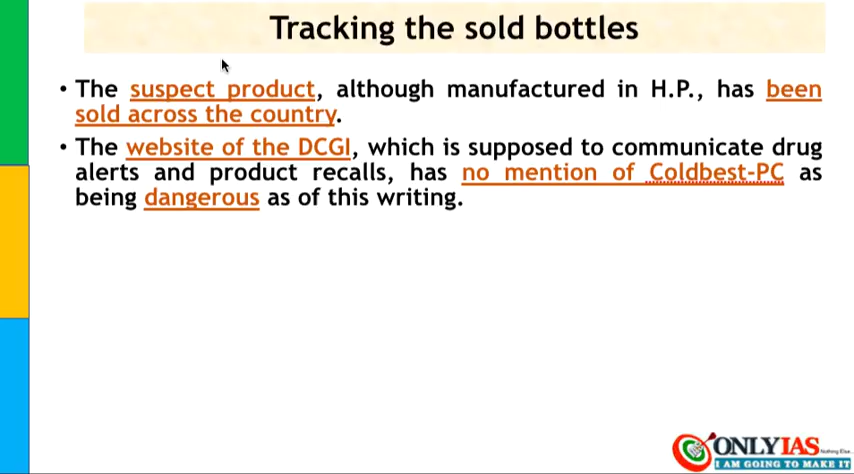 Tracking the sold bottles
• The suspect product, although manufactured in H.P., has been
sold across the country.
• The website of the DCGI, which is supposed to communicate drug
alerts and product recalls, has no mention of Coldbest-PC as
being dangerous as of this writing.
ONLYIAS
Nothing Else..
I AM GOING TO MAKE IT